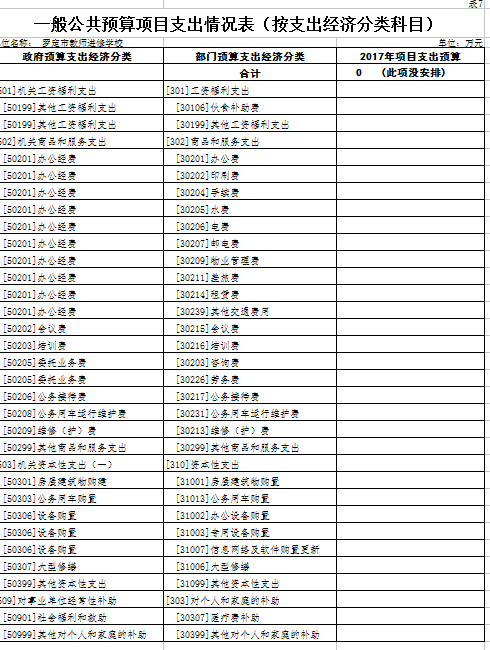 表7
一般公共预算项目支出情况表（按支出经济分类科目）
位名称： 罗定市教师进修学校 单位：万元
政府预算支出经济分类 部门预算支出经济分类 2017年项目支出预算
合计 0 （此项没安排）
501]机关工资福利支出 [301]工资福利支出
[50199]其他工资福利支出 [30106]伙食补助费
[50199]其他工资福利支出 [30199]其他工资福利支出
502]机关商品和服务支出 [302]商品和服务支出
[50201]办公经费 [30201]办公费
[50201]办公经费 [30202]印刷费
[50201]办公经费 [30204]手续费
[50201]办公经费 [30205]水费
[50201]办公经费 [30206]电费
[50201]办公经费 [30207]邮电费
[50201]办公经费 [30209]物业管理费
[50201]办公经费 [30211]差旅费
[50201]办公经费 [30214]租赁费
[50201]办公经费 [30239]其他交通费用
[50202]会议费 [30215]会议费
[50203]培训费 [30216]培训费
[50205]委托业务费 [30203]咨询费
[50205]委托业务费 [30226]劳务费
[50206]公务接待费 [30217]公务接待费
[50208]公务用车运行维护费 [30231]公务用车运行维护费
[50209]维修（护）费 [30213]维修（护）费
[50299]其他商品和服务支出 [30299]其他商品和服务支出
503]机关资本性支出（一） [310]资本性支出
[50301]房屋建筑物购建 [31001]房屋建筑物购置
[50303]公务用车购置 [31013]公务用车购置
[50306]设备购置 [31002]办公设备购置
[50306]设备购置 [31003]专用设备购置
[50306]设备购置 [31007]信息网络及软件购置更新
[50307]大型修缮 [31006]大型修缮
[50399]其他资本性支出 [31099]其他资本性支出
509]对事业单位经常性补助 [303]对个人和家庭的补助
[50901]社会福利和救助 [30307]医疗费补助
[50999]其他对个人和家庭的补助 [30399]其他对个人和家庭的补助